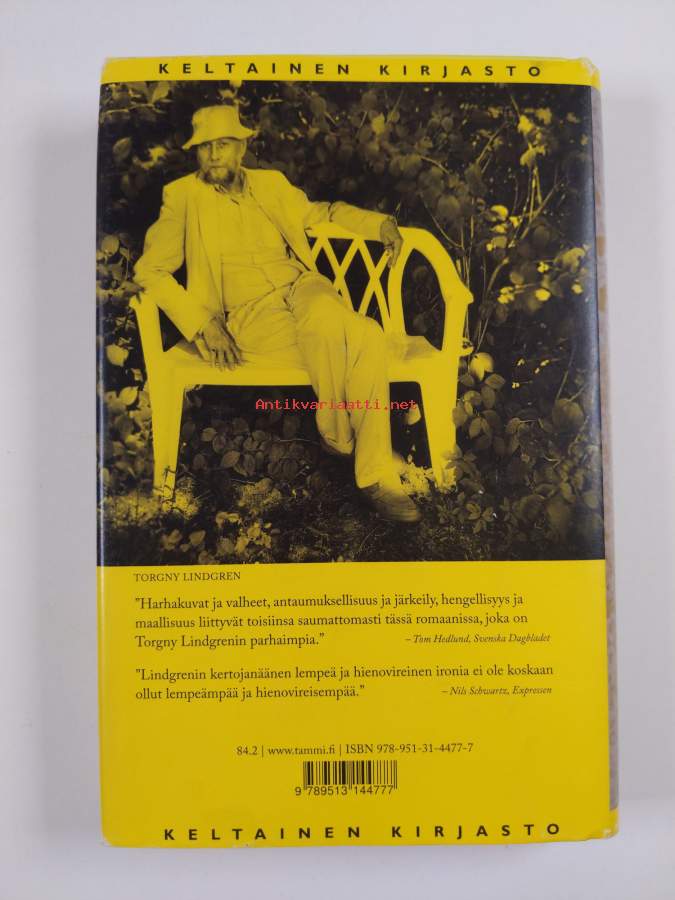 KELTAINEN KIRJASTO
Antikvariaatti.net
TORGNY LINDGREN
"Harhakuvat ja valheet, antaumuksellisuus ja järkeily, hengellisyys ja
maallisuus liittyvät toisiinsa saumattomasti tässä romaanissa, joka on
Torgny Lindgrenin parhaimpia." – Tom Hedlund, Svenska Dagbladet
"Lindgrenin kertojanäänen lempeä ja hienovireinen ironia ei ole koskaan
ollut lempeämpää ja hienovireisempää." – Nils Schwartz, Expressen
84.2 | www.tammi.fi | ISBN 978-951-31-4477-7
9 789513 144777
KELTAINEN KIRJASTO